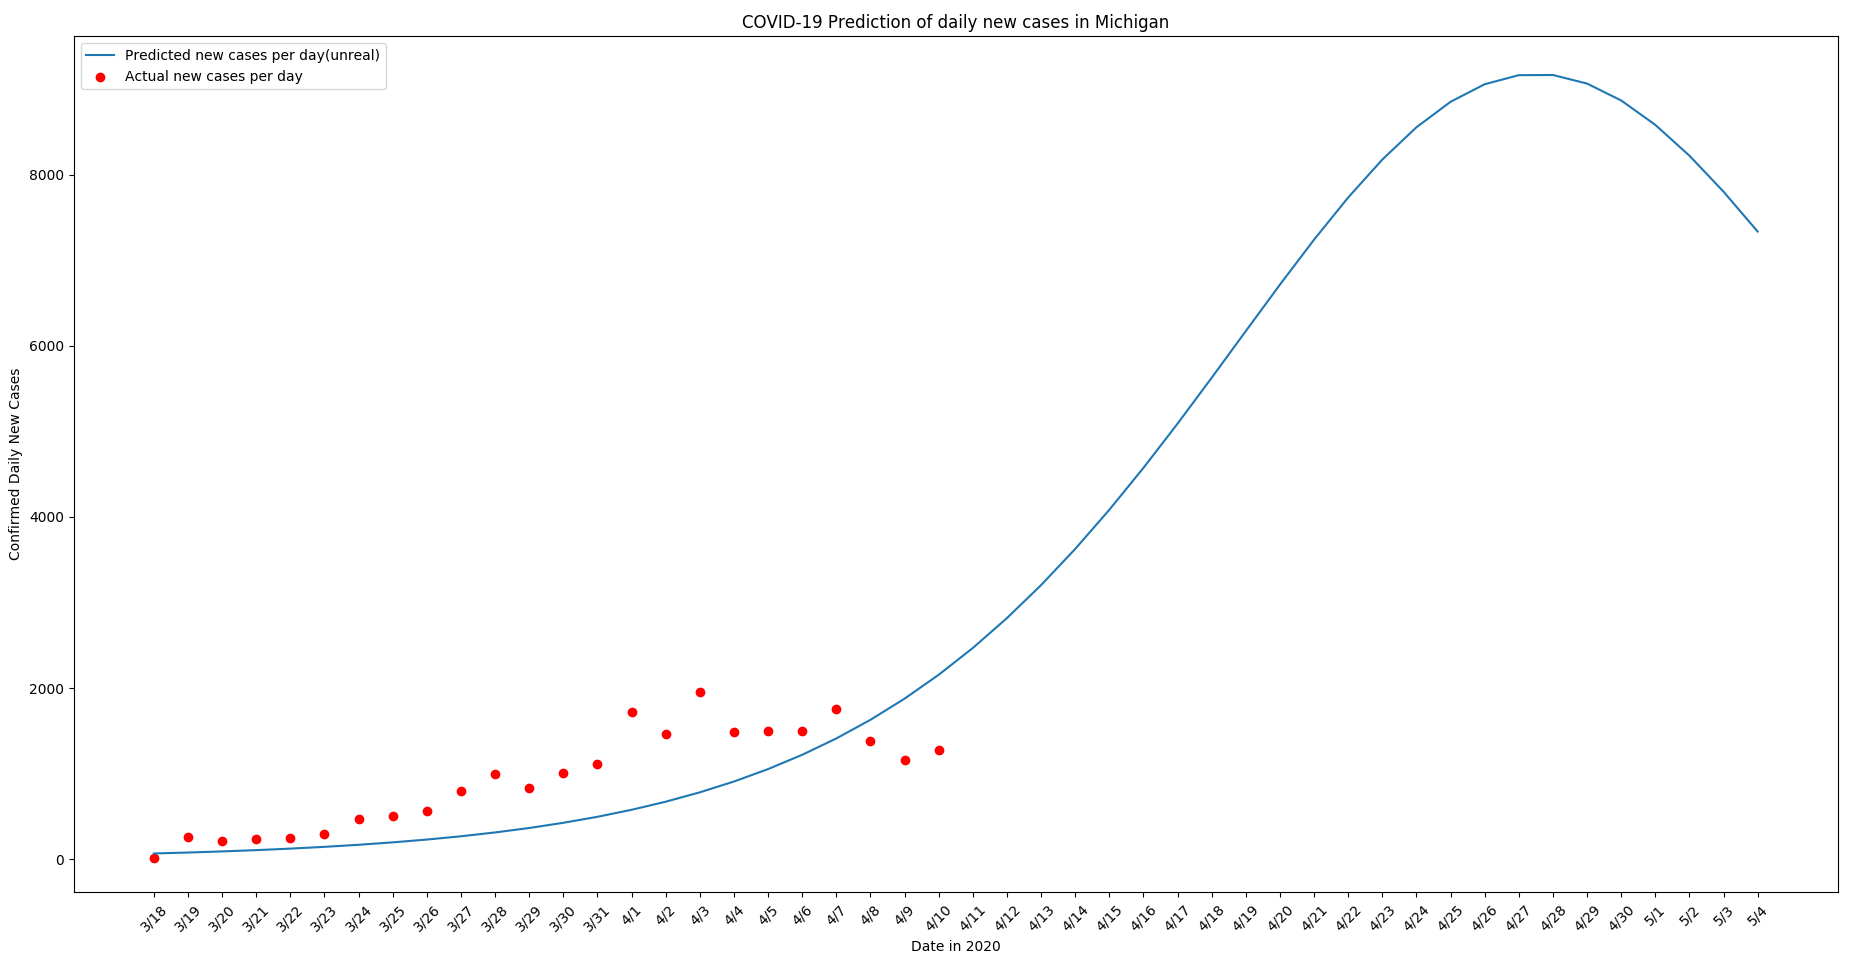 COVID-19 Prediction of daily new cases in Michigan
Predicted new cases per day(unreal)
Actual new cases per day
Confirmed Daily New Cases
8000
6000
4000
2000
0
3/18 3/19 3/20 3/21 3/22 3/23 3/24 3/25 3/26 3/27 3/28 3/29 3/30 3/31 4/1 4/2 4/3 4/4 4/5 4/6 4/7 4/8 4/9 4/10 4/11 4/12 4/13 4/14 4/15 4/16 4/17 4/18 4/19 4/20 4/21 4/22 4/23 4/24 4/25 4/26 4/27 4/28 4/29 4/30 5/1 5/2 5/3 5/4
Date in 2020